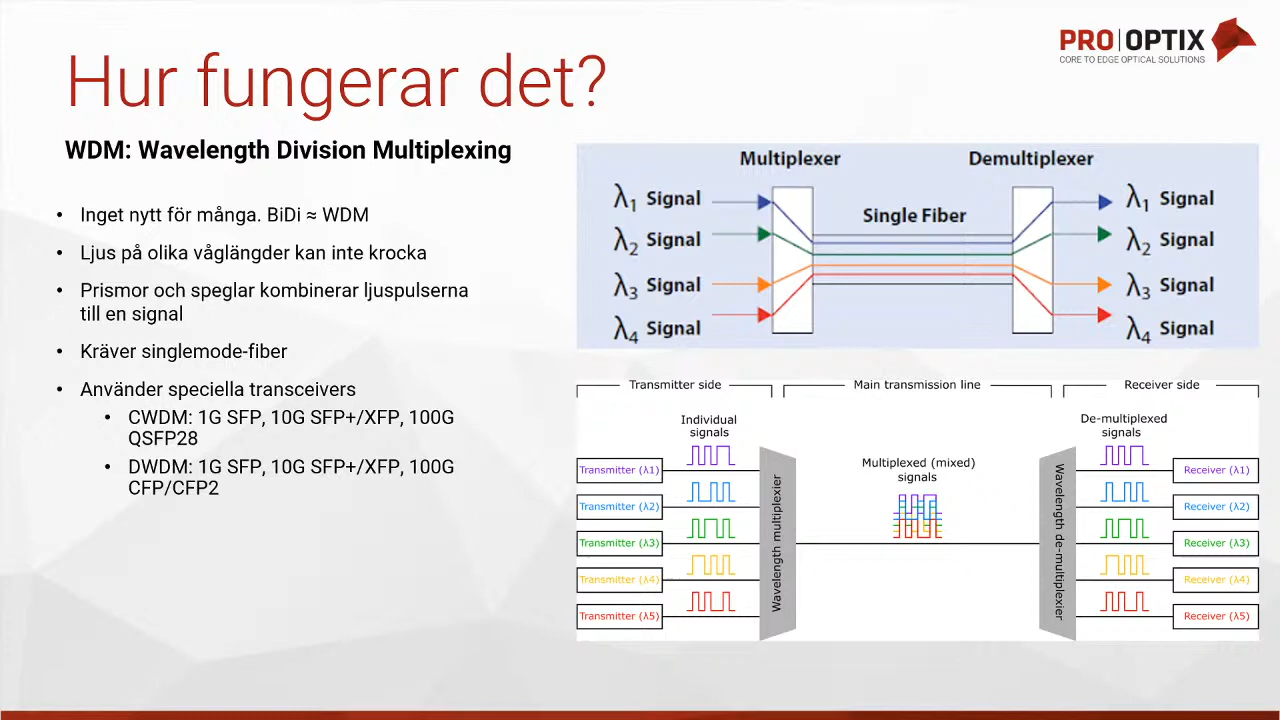 PRO|OPTIX
CORE TO EDGE OPTICAL SOLUTIONS
Hur fungerar det?
WDM: Wavelength Division Multiplexing
• Inget nytt för många. BiDi ≈ WDM
• Ljus på olika våglängder kan inte krocka
• Prismor och speglar kombinerar ljuspulserna
till en signal
• Kräver singlemode-fiber
• Använder speciella transceivers
• CWDM: 1G SFP, 10G SFP+/XFP, 100G
QSFP28
• DWDM: 1G SFP, 10G SFP+/XFP, 100G
CFP/CFP2
Multiplexer
Demultiplexer
λ1 Signal
λ2 Signal
λ3 Signal
λ4 Signal
Single Fiber
λ1 Signal
λ2 Signal
λ3 Signal
λ4 Signal
Transmitter side
Main transmission line
Receiver side
Individual
signals
Multiplexed (mixed)
signals
De-multiplexed
signals
Transmitter (λ1)
Transmitter (λ2)
Transmitter (λ3)
Transmitter (λ4)
Transmitter (λ5)
Wavelength multiplexier
Wavelength de-multiplexier
Receiver (λ1)
Receiver (λ2)
Receiver (λ3)
Receiver (λ4)
Receiver (λ5)